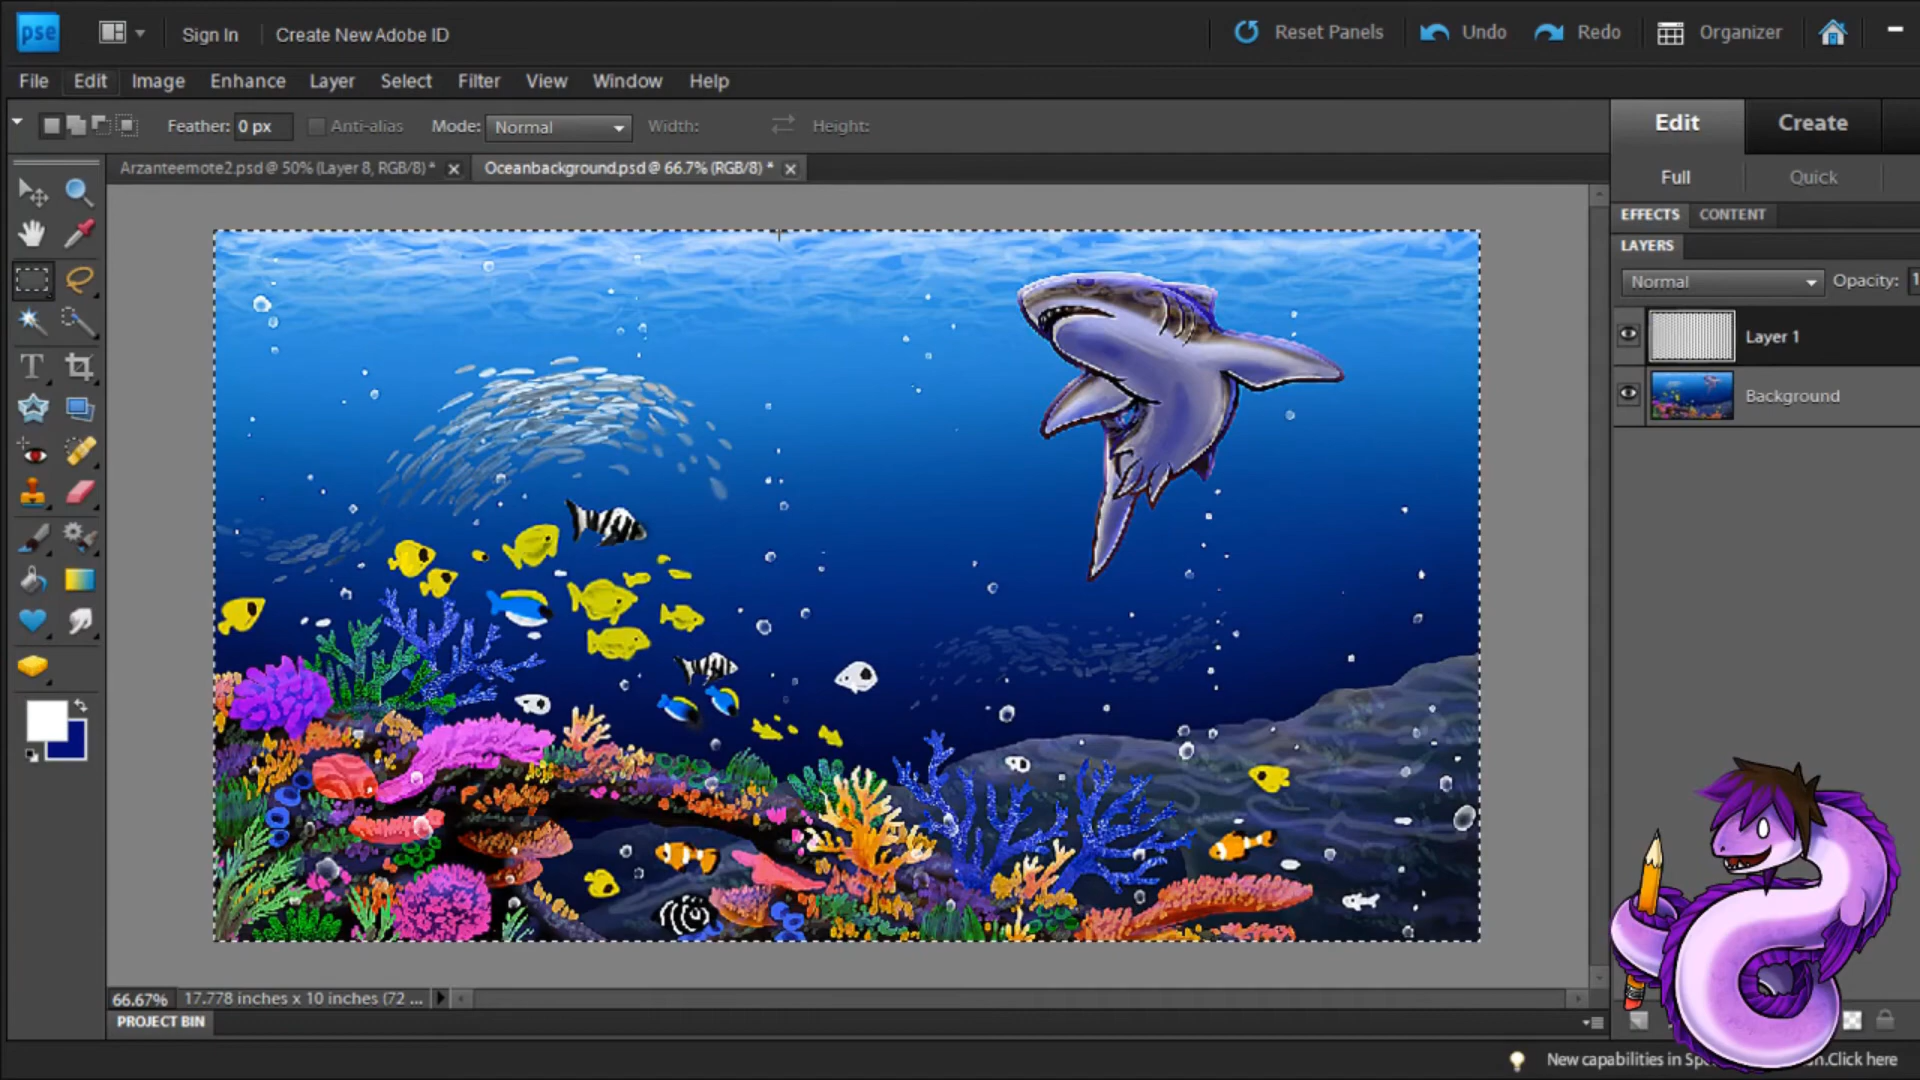 pse
Sign In
Create New Adobe ID
Reset Panels
Undo
Redo
Organizer
File Edit Image Enhance Layer Select Filter View Window Help
Feather: 0 px
Anti-alias
Mode: Normal
Width:
Height:
Edit
Create
Arzanteemote2.psd @ 50% (Layer 8, RGB/8) *
Oceanbackground.psd @ 66.7% (RGB/8) *
Full
Quick
EFFECTS
CONTENT
LAYERS
Normal
Opacity: 1
Layer 1
Background
T
66.67%
17.778 inches x 10 inches (72 ...
PROJECT BIN
New capabilities in
Click here